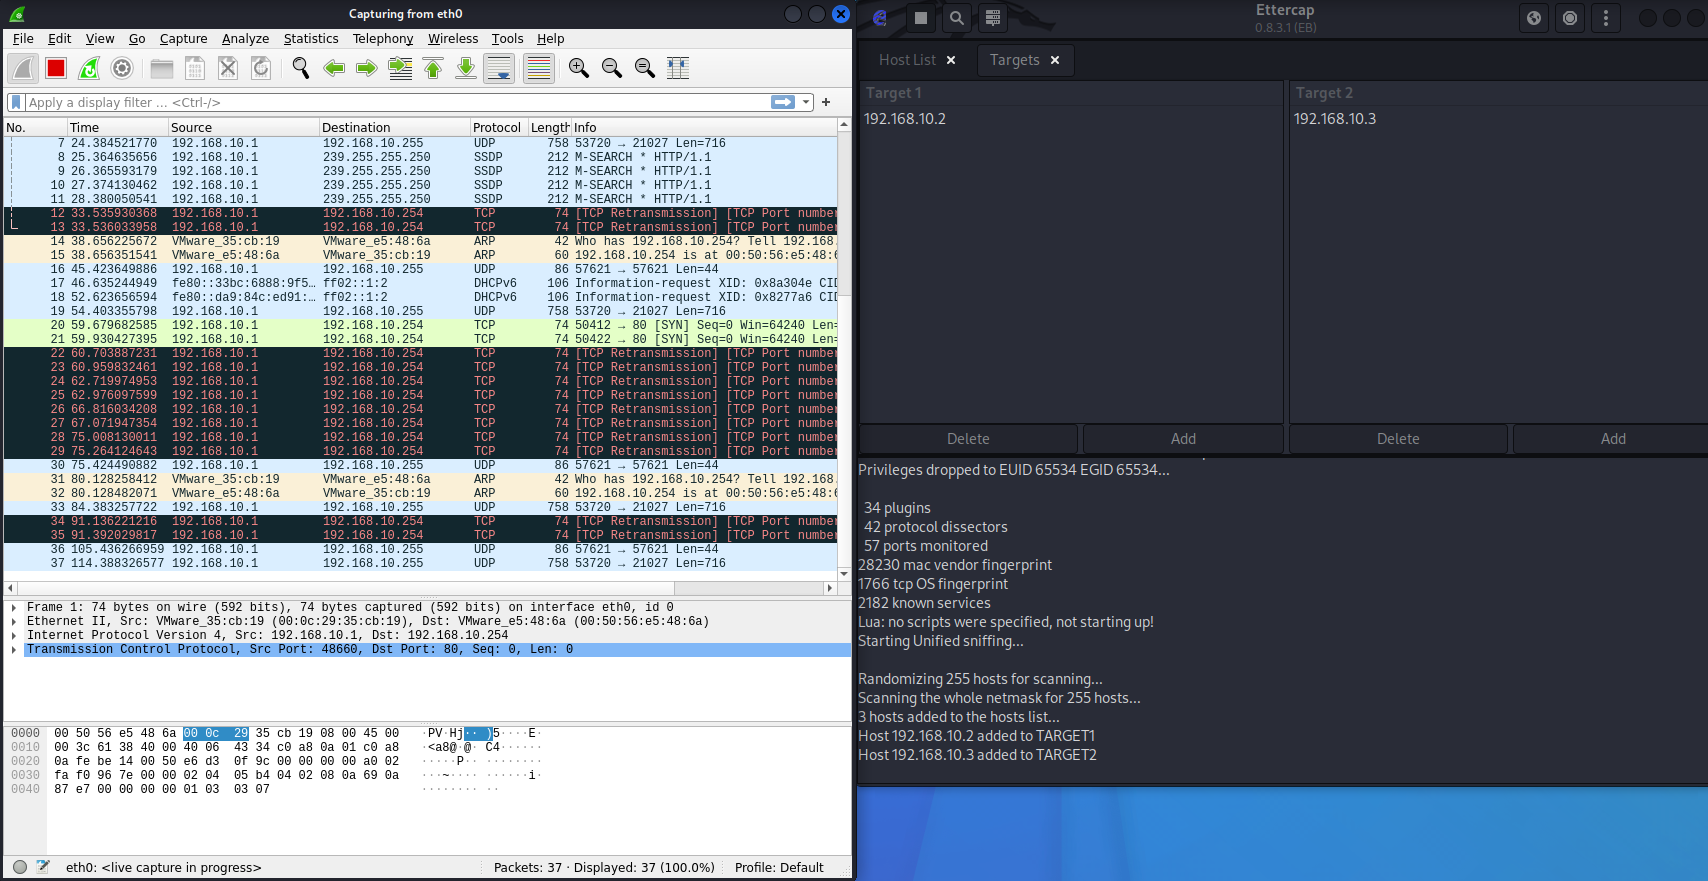 Capturing from eth0
File Edit View Go Capture Analyze Statistics Telephony Wireless Tools Help
Apply a display filter ... <Ctrl-/>
No. Time Source Destination Protocol Length Info
7 24.384521770 192.168.10.1 192.168.10.255 UDP 758 53720 → 21027 Len=716
8 25.364635656 192.168.10.1 239.255.255.250 SSDP 212 M-SEARCH * HTTP/1.1
9 26.365593179 192.168.10.1 239.255.255.250 SSDP 212 M-SEARCH * HTTP/1.1
10 27.374130462 192.168.10.1 239.255.255.250 SSDP 212 M-SEARCH * HTTP/1.1
11 28.380050541 192.168.10.1 239.255.255.250 SSDP 212 M-SEARCH * HTTP/1.1
12 33.535930368 192.168.10.1 192.168.10.254 TCP 74 [TCP Retransmission] [TCP Port number
13 33.536033958 192.168.10.1 192.168.10.254 TCP 74 [TCP Retransmission] [TCP Port number
14 38.656225672 VMware_35:cb:19 VMware_e5:48:6a ARP 42 Who has 192.168.10.254? Tell 192.168.
15 38.656351541 VMware_e5:48:6a VMware_35:cb:19 ARP 60 192.168.10.254 is at 00:50:56:e5:48:6
16 45.423649886 192.168.10.1 192.168.10.255 UDP 86 57621 → 57621 Len=44
17 46.635244949 fe80::33bc:6888:9f5… ff02::1:2 DHCPv6 106 Information-request XID: 0x8a304e CID
18 52.623656594 fe80::da9:84c:ed91:… ff02::1:2 DHCPv6 106 Information-request XID: 0x8277a6 CID
19 54.403355798 192.168.10.1 192.168.10.255 UDP 758 53720 → 21027 Len=716
20 59.679682585 192.168.10.1 192.168.10.254 TCP 74 50412 → 80 [SYN] Seq=0 Win=64240 Len=
21 59.930427395 192.168.10.1 192.168.10.254 TCP 74 50422 → 80 [SYN] Seq=0 Win=64240 Len=
22 60.703887231 192.168.10.1 192.168.10.254 TCP 74 [TCP Retransmission] [TCP Port number
23 60.959832461 192.168.10.1 192.168.10.254 TCP 74 [TCP Retransmission] [TCP Port number
24 62.719974953 192.168.10.1 192.168.10.254 TCP 74 [TCP Retransmission] [TCP Port number
25 62.976097599 192.168.10.1 192.168.10.254 TCP 74 [TCP Retransmission] [TCP Port number
26 66.816034208 192.168.10.1 192.168.10.254 TCP 74 [TCP Retransmission] [TCP Port number
27 67.071947354 192.168.10.1 192.168.10.254 TCP 74 [TCP Retransmission] [TCP Port number
28 75.008130011 192.168.10.1 192.168.10.254 TCP 74 [TCP Retransmission] [TCP Port number
29 75.264124643 192.168.10.1 192.168.10.254 TCP 74 [TCP Retransmission] [TCP Port number
30 75.424490882 192.168.10.1 192.168.10.255 UDP 86 57621 → 57621 Len=44
31 80.128258412 VMware_35:cb:19 VMware_e5:48:6a ARP 42 Who has 192.168.10.254? Tell 192.168.
32 80.128482071 VMware_e5:48:6a VMware_35:cb:19 ARP 60 192.168.10.254 is at 00:50:56:e5:48:6
33 84.383257722 192.168.10.1 192.168.10.255 UDP 758 53720 → 21027 Len=716
34 91.136221216 192.168.10.1 192.168.10.254 TCP 74 [TCP Retransmission] [TCP Port number
35 91.392029817 192.168.10.1 192.168.10.254 TCP 74 [TCP Retransmission] [TCP Port number
36 105.436266959 192.168.10.1 192.168.10.255 UDP 86 57621 → 57621 Len=44
37 114.388326577 192.168.10.1 192.168.10.255 UDP 758 53720 → 21027 Len=716
Frame 1: 74 bytes on wire (592 bits), 74 bytes captured (592 bits) on interface eth0, id 0
Ethernet II, Src: VMware_35:cb:19 (00:0c:29:35:cb:19), Dst: VMware_e5:48:6a (00:50:56:e5:48:6a)
Internet Protocol Version 4, Src: 192.168.10.1, Dst: 192.168.10.254
Transmission Control Protocol, Src Port: 48660, Dst Port: 80, Seq: 0, Len: 0
0000 00 50 56 e5 48 6a 00 0c 29 35 cb 19 08 00 45 00 ·PV·Hj·· )5····E·
0010 00 3c 61 38 40 00 40 06 43 34 c0 a8 0a 01 c0 a8 ·<a8@·@· C4······
0020 0a fe be 14 00 50 e6 d3 0f 9c 00 00 00 00 a0 02 ·····P·· ········
0030 fa f0 96 7e 00 00 02 04 05 b4 04 02 08 0a 69 0a ···~···· ······i·
0040 87 e7 00 00 00 00 01 03 03 07 ········ ··
eth0: <live capture in progress> Packets: 37 · Displayed: 37 (100.0%) Profile: Default
Ettercap
0.8.3.1 (EB)
Host List Targets
Target 1 Target 2
192.168.10.2 192.168.10.3
Delete Add Delete Add
Privileges dropped to EUID 65534 EGID 65534...
34 plugins
42 protocol dissectors
57 ports monitored
28230 mac vendor fingerprint
1766 tcp OS fingerprint
2182 known services
Lua: no scripts were specified, not starting up!
Starting Unified sniffing...
Randomizing 255 hosts for scanning...
Scanning the whole netmask for 255 hosts...
3 hosts added to the hosts list...
Host 192.168.10.2 added to TARGET1
Host 192.168.10.3 added to TARGET2